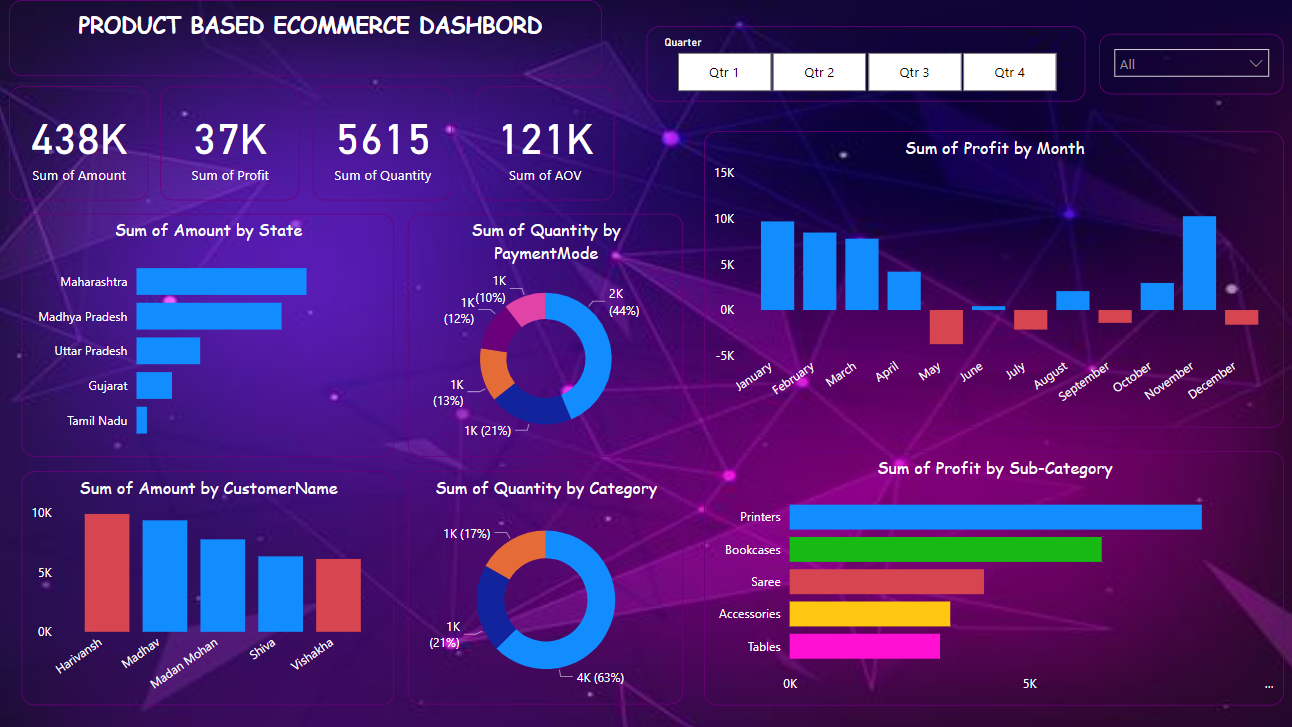 PRODUCT BASED ECOMMERCE DASHBORD
Quarter
Qtr 1
Qtr 2
Qtr 3
Qtr 4
All
438K
Sum of Amount
37K
Sum of Profit
5615
Sum of Quantity
121K
Sum of AOV
Sum of Amount by State
Maharashtra
Madhya Pradesh
Uttar Pradesh
Gujarat
Tamil Nadu
Sum of Quantity by
PaymentMode
2K
(44%)
1K (21%)
1K
(13%)
1K
(12%)
1K
(10%)
Sum of Profit by Month
15K
10K
5K
0K
-5K
January
February
March
April
May
June
July
August
September
October
November
December
Sum of Amount by CustomerName
10K
5K
0K
Harivansh
Madhav
Madan Mohan
Shiva
Vishakha
Sum of Quantity by Category
1K (17%)
1K
(21%)
4K (63%)
Sum of Profit by Sub-Category
Printers
Bookcases
Saree
Accessories
Tables
0K
5K
...